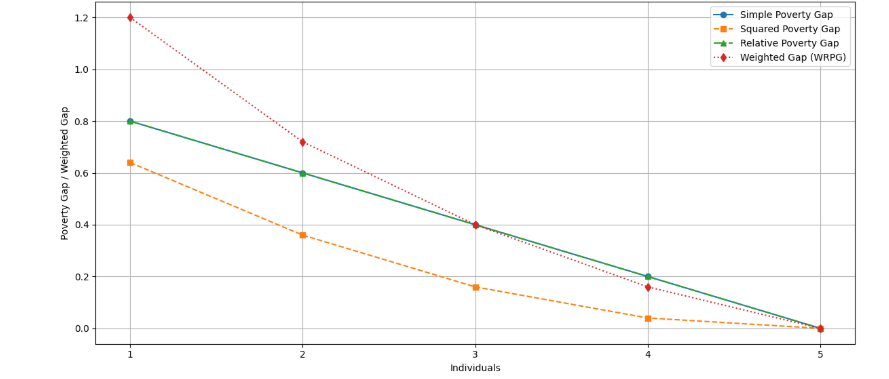 Simple Poverty Gap
Squared Poverty Gap
Relative Poverty Gap
Weighted Gap (WRPG)
Poverty Gap / Weighted Gap
1.2
1.0
0.8
0.6
0.4
0.2
0.0
1 2 3 4 5
Individuals